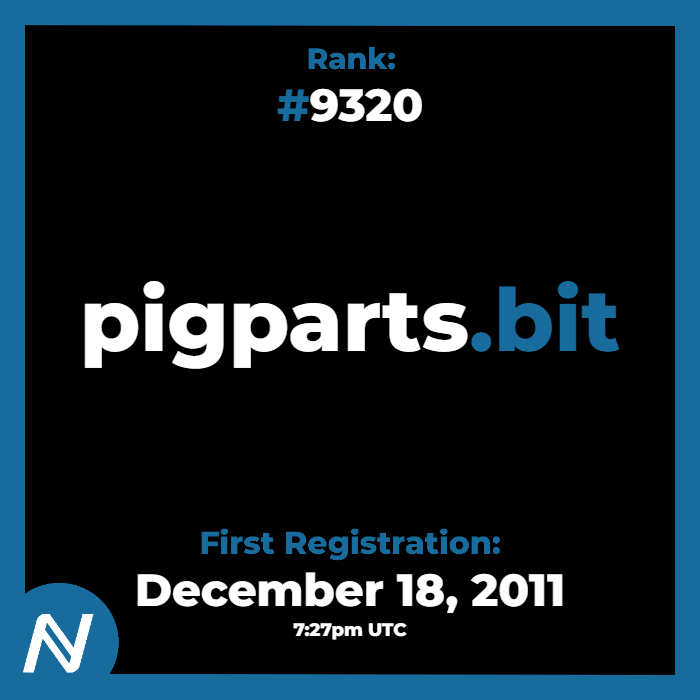 Rank:
#9320
pigparts.bit
First Registration:
December 18, 2011
7:27pm UTC